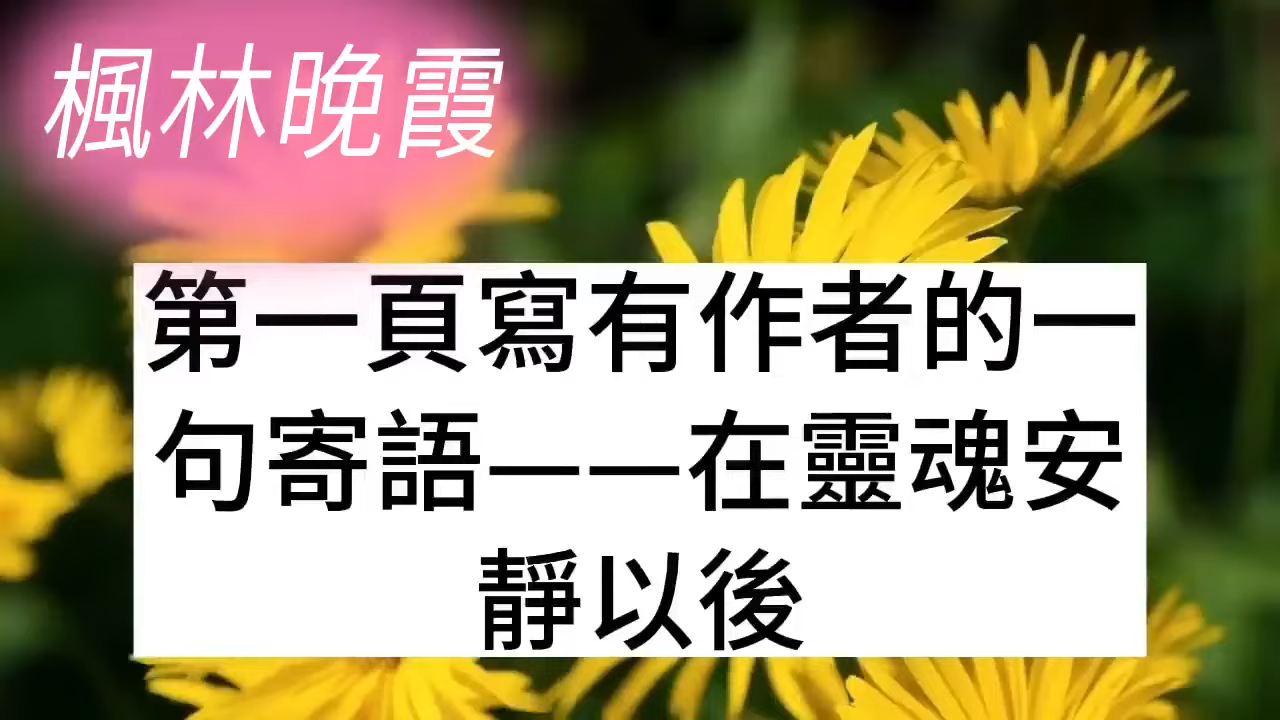 楓林晚霞
第一頁寫有作者的一
句寄語——在靈魂安
靜以後